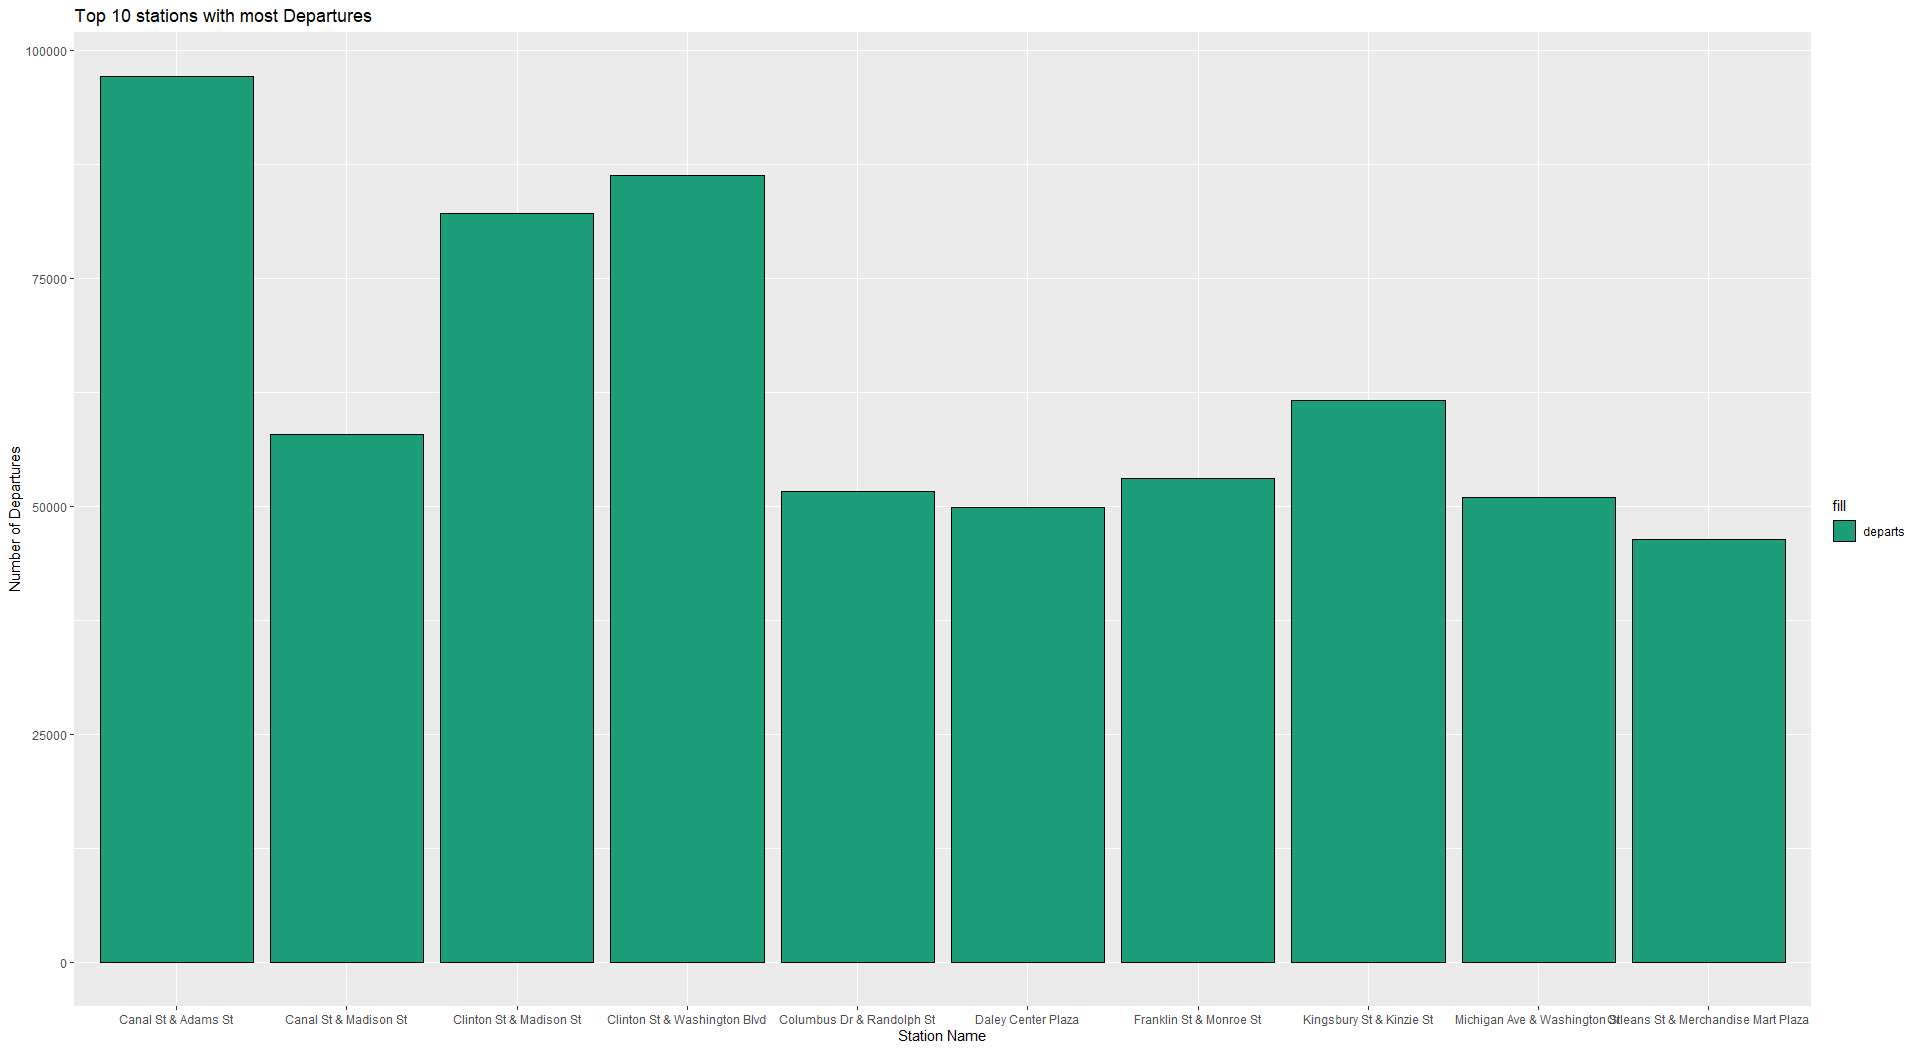 Top 10 stations with most Departures
100000
75000
50000
25000
0
Number of Departures
Canal St & Adams St
Canal St & Madison St
Clinton St & Madison St
Clinton St & Washington Blvd
Columbus Dr & Randolph St
Daley Center Plaza
Franklin St & Monroe St
Kingsbury St & Kinzie St
Michigan Ave & Washington St
Orleans St & Merchandise Mart Plaza
Station Name
fill
departs